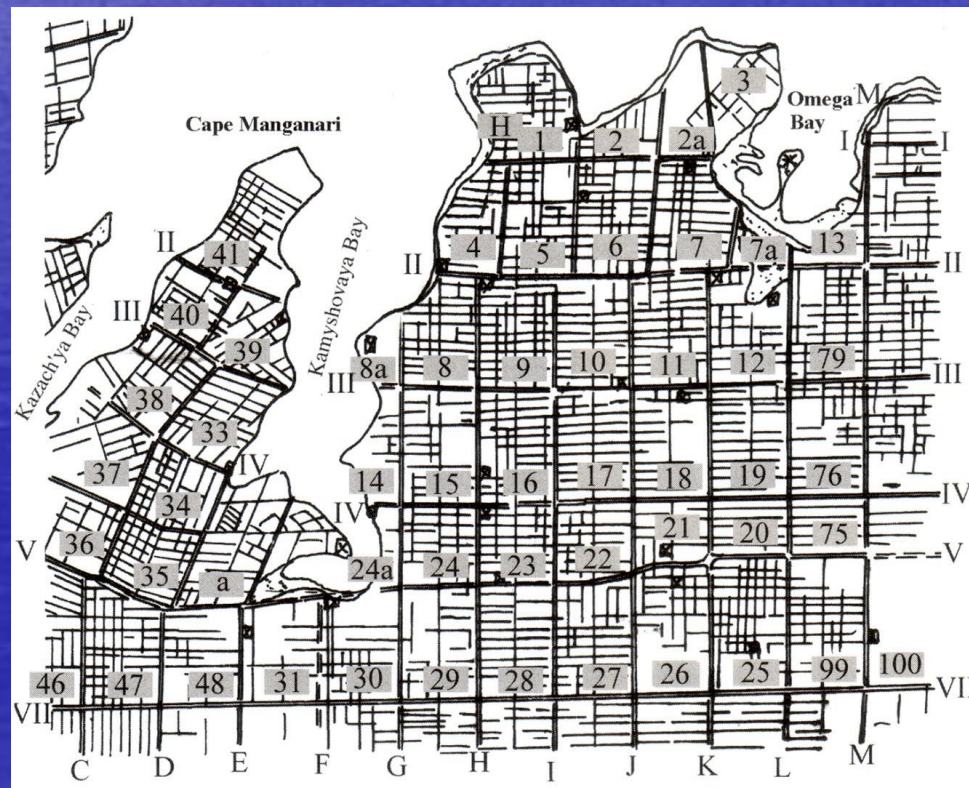 3
Omega
Bay
M
Cape Manganari
H
1
2
2a
I
I
II
41
4
5
6
7
7a
13
II
II
III
40
Kamyshovaya Bay
Kazach'ya Bay
39
8a
8
9
10
11
12
79
III
III
38
33
37
IV
14
15
16
17
18
19
76
34
IV
IV
V
36
21
20
75
V
35
a
24a
24
23
22
46
47
48
31
30
29
28
27
26
25
99
100
VII
VII
C
D
E
F
G
H
I
J
K
L
M